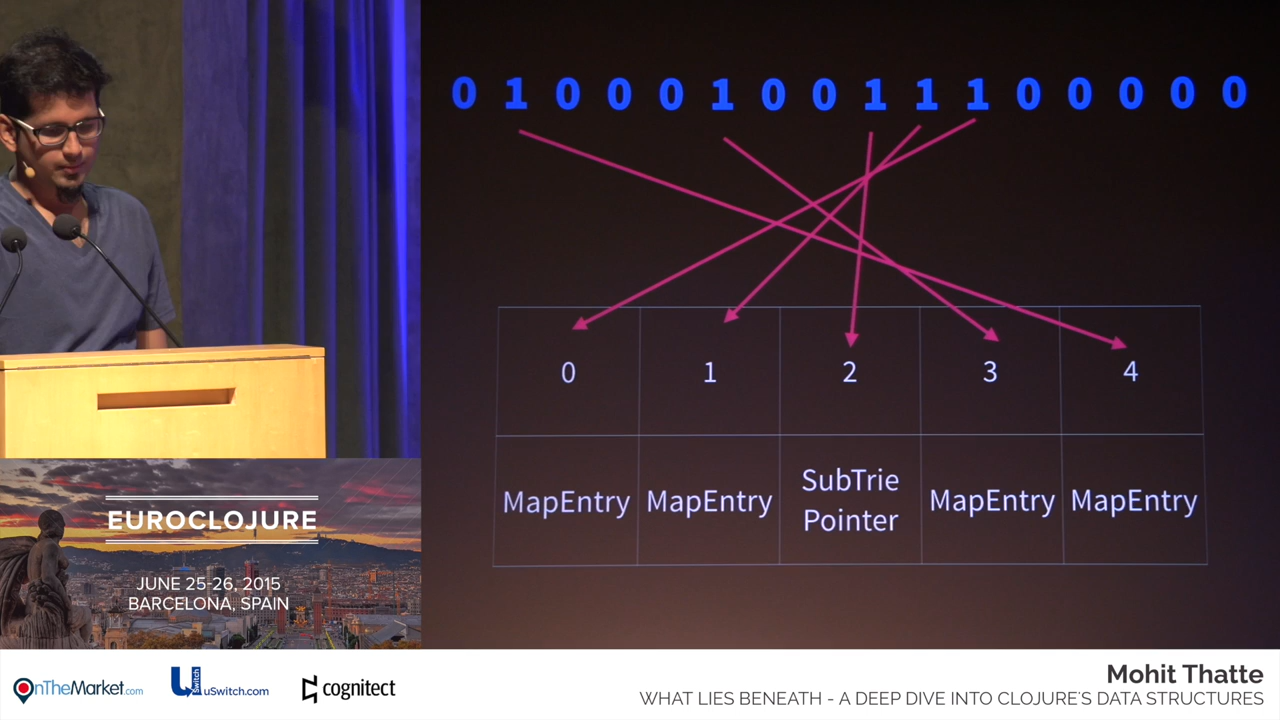 0 1 0 0 0 1 0 0 1 1 1 0 0 0 0 0
0 1 2 3 4
MapEntry MapEntry SubTrie Pointer MapEntry MapEntry
EUROCLOJURE
JUNE 25-26, 2015
BARCELONA, SPAIN
OnTheMarket.com
uSwitch
uSwitch.com
cognitect
Mohit Thatte
WHAT LIES BENEATH - A DEEP DIVE INTO CLOJURE'S DATA STRUCTURES